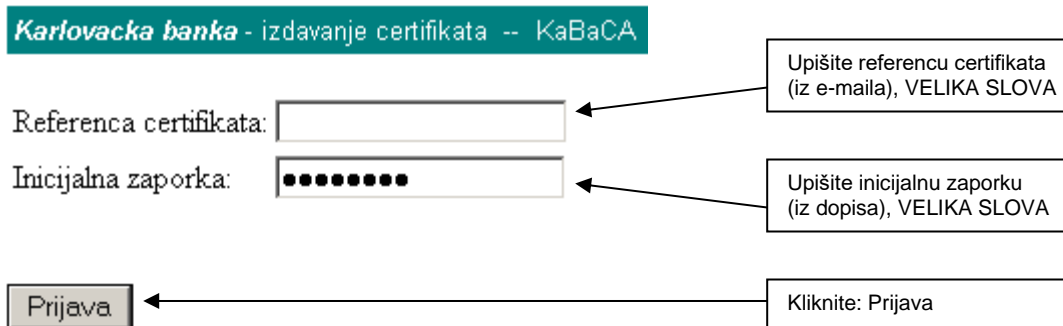 Karlovacka banka - izdavanje certifikata -- KaBaCA
Upišite referencu certifikata
(iz e-maila), VELIKA SLOVA
Referenca certifikata:
Inicijalna zaporka: ●●●●●●●●
Upišite inicijalnu zaporku
(iz dopisa), VELIKA SLOVA
Prijava
Kliknite: Prijava